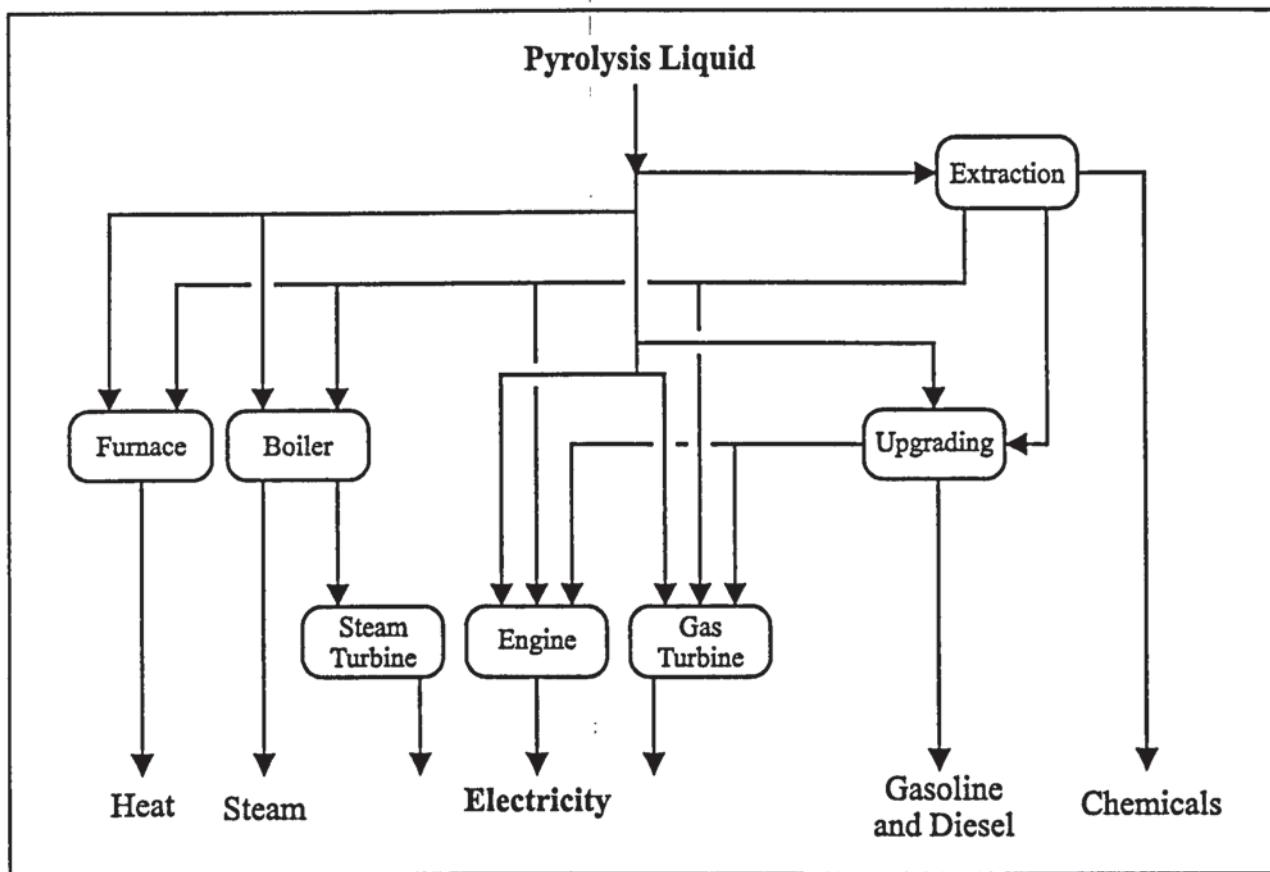 Pyrolysis Liquid
Extraction
Furnace
Boiler
Upgrading
Steam
Turbine
Engine
Gas
Turbine
Heat
Steam
Electricity
Gasoline
and Diesel
Chemicals